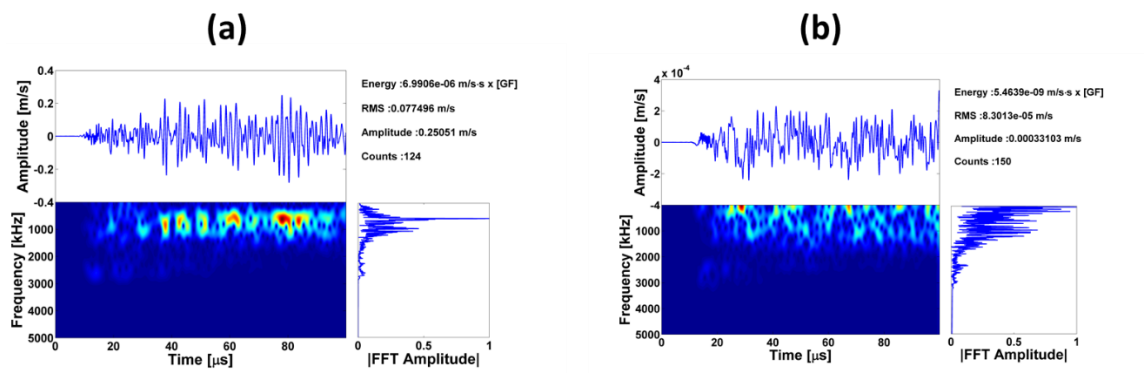 (a)
Amplitude [m/s]
0.4
0.2
0
-0.2
-0.4
Energy :6.9906e-06 m/s-s x [GF]
RMS :0.077496 m/s
Amplitude :0.25051 m/s
Counts :124
Frequency [kHz]
1000
2000
3000
4000
5000
0 20 40 60 80
Time [μs]
0 0.5 1
|FFT Amplitude|
(b)
x 10⁻⁴
Amplitude [m/s]
4
2
0
-2
-4
Energy :5.4639e-09 m/s-s x [GF]
RMS :8.3013e-05 m/s
Amplitude :0.00033103 m/s
Counts :150
Frequency [kHz]
1000
2000
3000
4000
5000
0 20 40 60 80
Time [μs]
0 0.5 1
|FFT Amplitude|